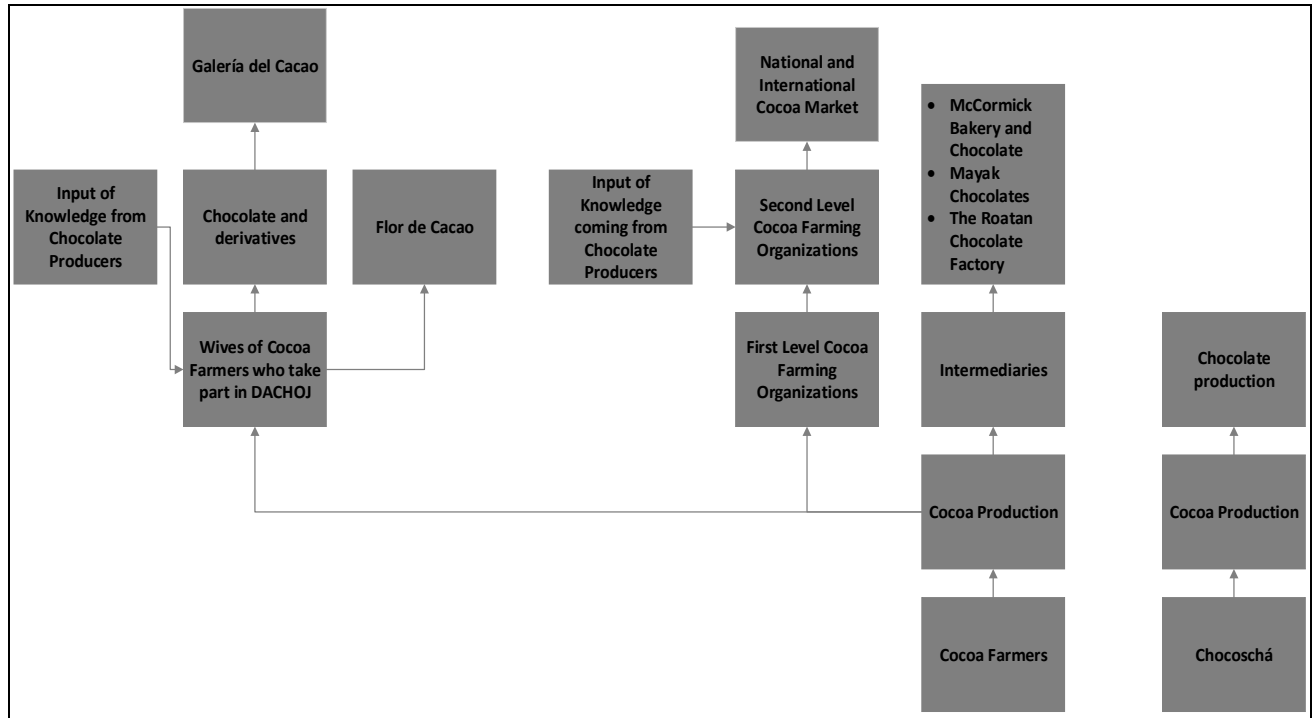 Galería del Cacao
National and
International
Cocoa Market
• McCormick
Bakery and
Chocolate
• Mayak
Chocolates
• The Roatan
Chocolate
Factory
Input of
Knowledge from
Chocolate
Producers
Chocolate and
derivatives
Flor de Cacao
Input of
Knowledge
coming from
Chocolate
Producers
Second Level
Cocoa Farming
Organizations
Wives of Cocoa
Farmers who take
part in DACHOJ
First Level Cocoa
Farming
Organizations
Intermediaries
Chocolate
production
Cocoa Production
Cocoa Production
Cocoa Farmers
Chocoschá